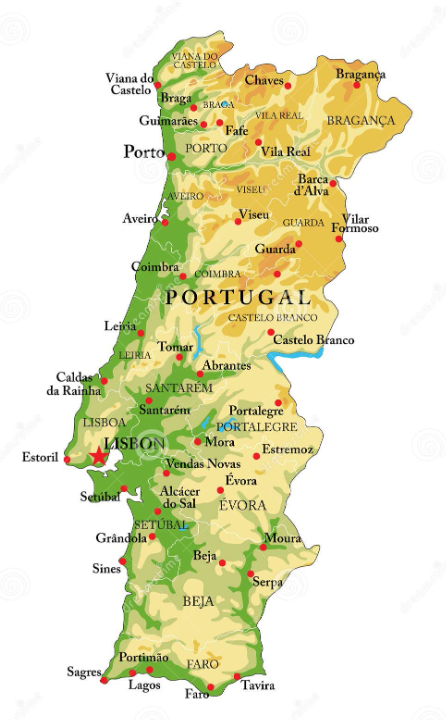 VIANA DO
CASTELO
Viana do
Castelo
Chaves
Bragança
Braga
BRAGA
VILA REAL
Guimarães
Fafe
BRAGANÇA
Porto
PORTO
Vila Real
Barca
d'Alva
AVEIRO
VISEU
Aveiro
Viseu
GUARDA
Vilar
Formoso
Guarda
Coimbra
COIMBRA
PORTUGAL
CASTELO BRANCO
Leiria
Castelo Branco
Tomar
LEIRIA
Abrantes
Caldas
da Rainha
SANTARÉM
Santarém
Portalegre
LISBOA
PORTALEGRE
LISBON
Mora
Estoril
Estremoz
Vendas Novas
Évora
Setúbal
Alcácer
do Sal
ÉVORA
SETÚBAL
Grândola
Moura
Beja
Sines
Serpa
BEJA
Portimão
FARO
Sagres
Lagos
Faro
Tavira